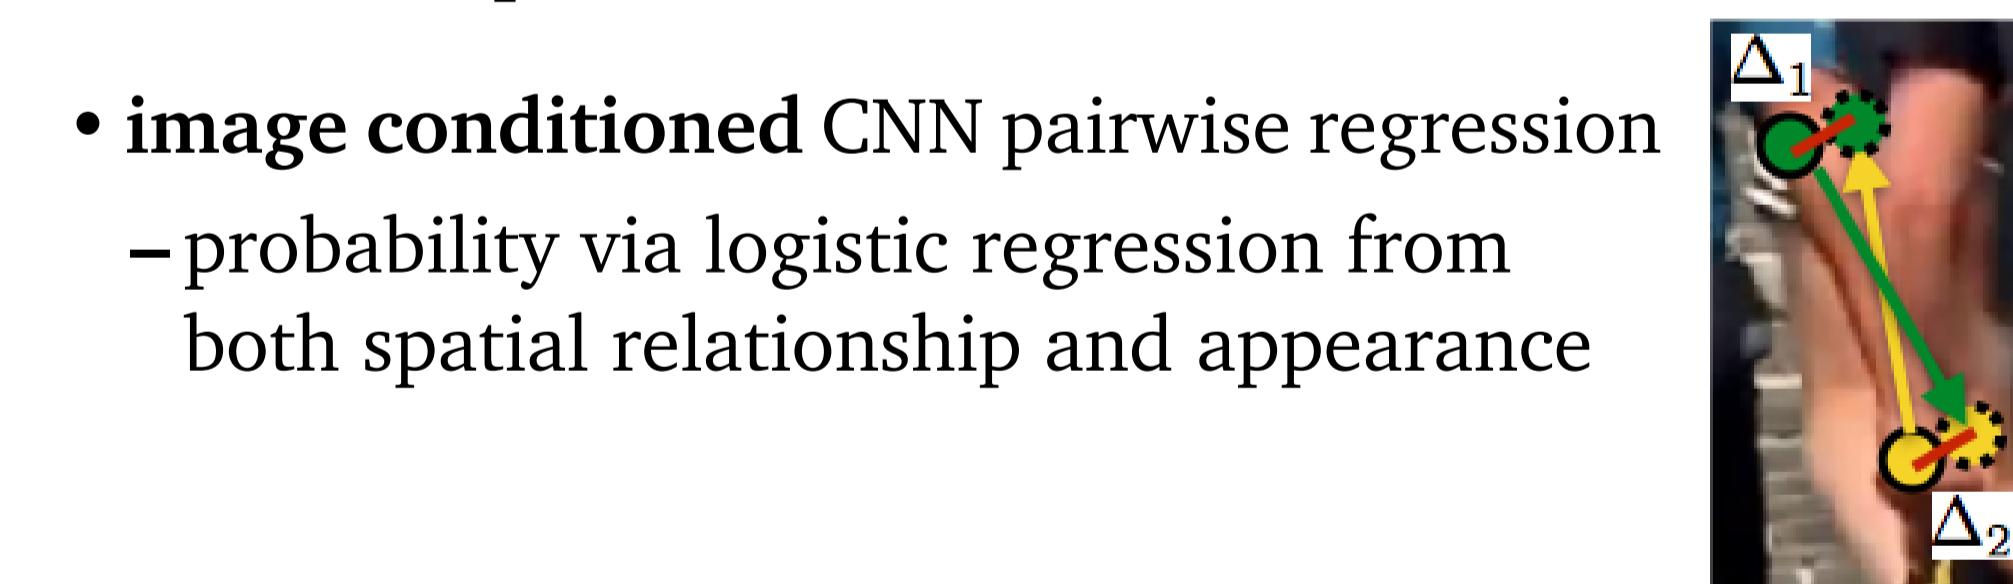 • image conditioned CNN pairwise regression
– probability via logistic regression from
both spatial relationship and appearance
Δ1
Δ2